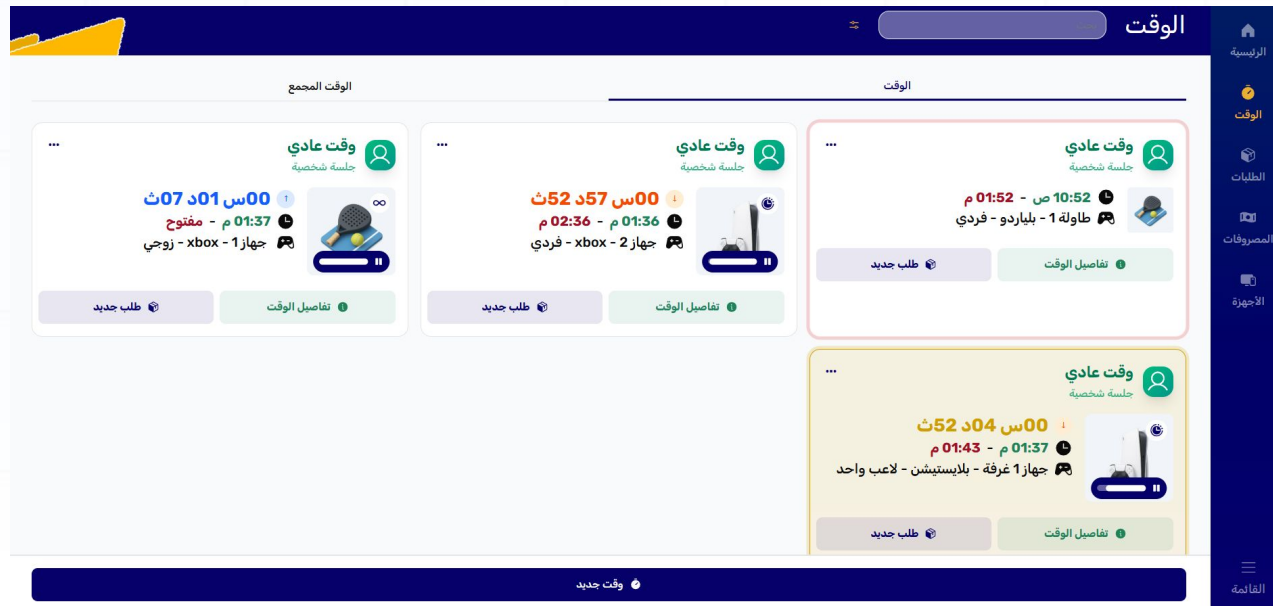 الوقت
الرئيسية
الوقت
الطلبات
المصروفات
الأجهزة
القائمة
الوقت
الوقت المجمع
وقت عادي
جلسة شخصية
10:52 ص - 01:52 م
طاولة 1 - بلياردو - فردي
تفاصيل الوقت
طلب جديد
وقت عادي
جلسة شخصية
00س 57د 52ث
01:36 م - 02:36 م
جهاز 2 - xbox - فردي
تفاصيل الوقت
طلب جديد
وقت عادي
جلسة شخصية
00س 01د 07ث
01:37 م - مفتوح
جهاز 1 - xbox - زوجي
تفاصيل الوقت
طلب جديد
وقت عادي
جلسة شخصية
00س 04د 52ث
01:37 م - 01:43 م
جهاز 1 غرفة - بلايستيشن - لاعب واحد
تفاصيل الوقت
طلب جديد
وقت جديد